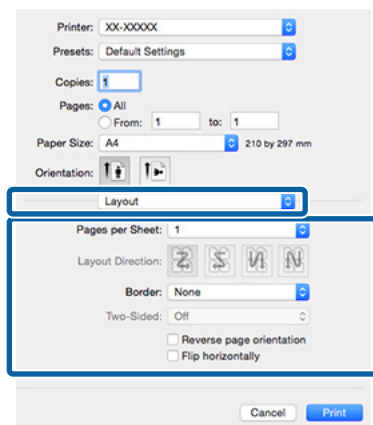 Printer: XX-XXXXX
Presets: Default Settings
Copies: 1
Pages: All
From: 1 to: 1
Paper Size: A4 210 by 297 mm
Orientation:
Layout
Pages per Sheet: 1
Layout Direction:
Border: None
Two-Sided: Off
Reverse page orientation
Flip horizontally
Cancel Print